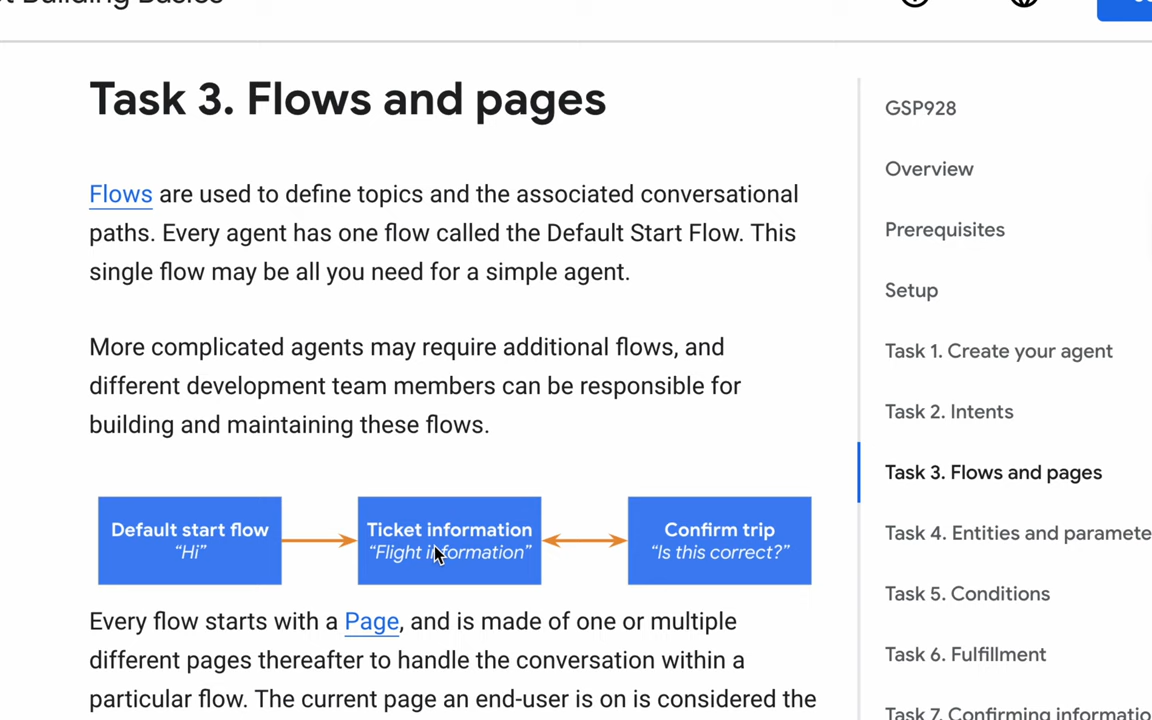 Building Basics
Task 3. Flows and pages
Flows are used to define topics and the associated conversational
paths. Every agent has one flow called the Default Start Flow. This
single flow may be all you need for a simple agent.
More complicated agents may require additional flows, and
different development team members can be responsible for
building and maintaining these flows.
Default start flow
“Hi”
Ticket information
“Flight information”
Confirm trip
“Is this correct?”
Every flow starts with a Page, and is made of one or multiple
different pages thereafter to handle the conversation within a
particular flow. The current page an end-user is on is considered the
GSP928
Overview
Prerequisites
Setup
Task 1. Create your agent
Task 2. Intents
Task 3. Flows and pages
Task 4. Entities and paramete
Task 5. Conditions
Task 6. Fulfillment
Task 7. Confirming informatio